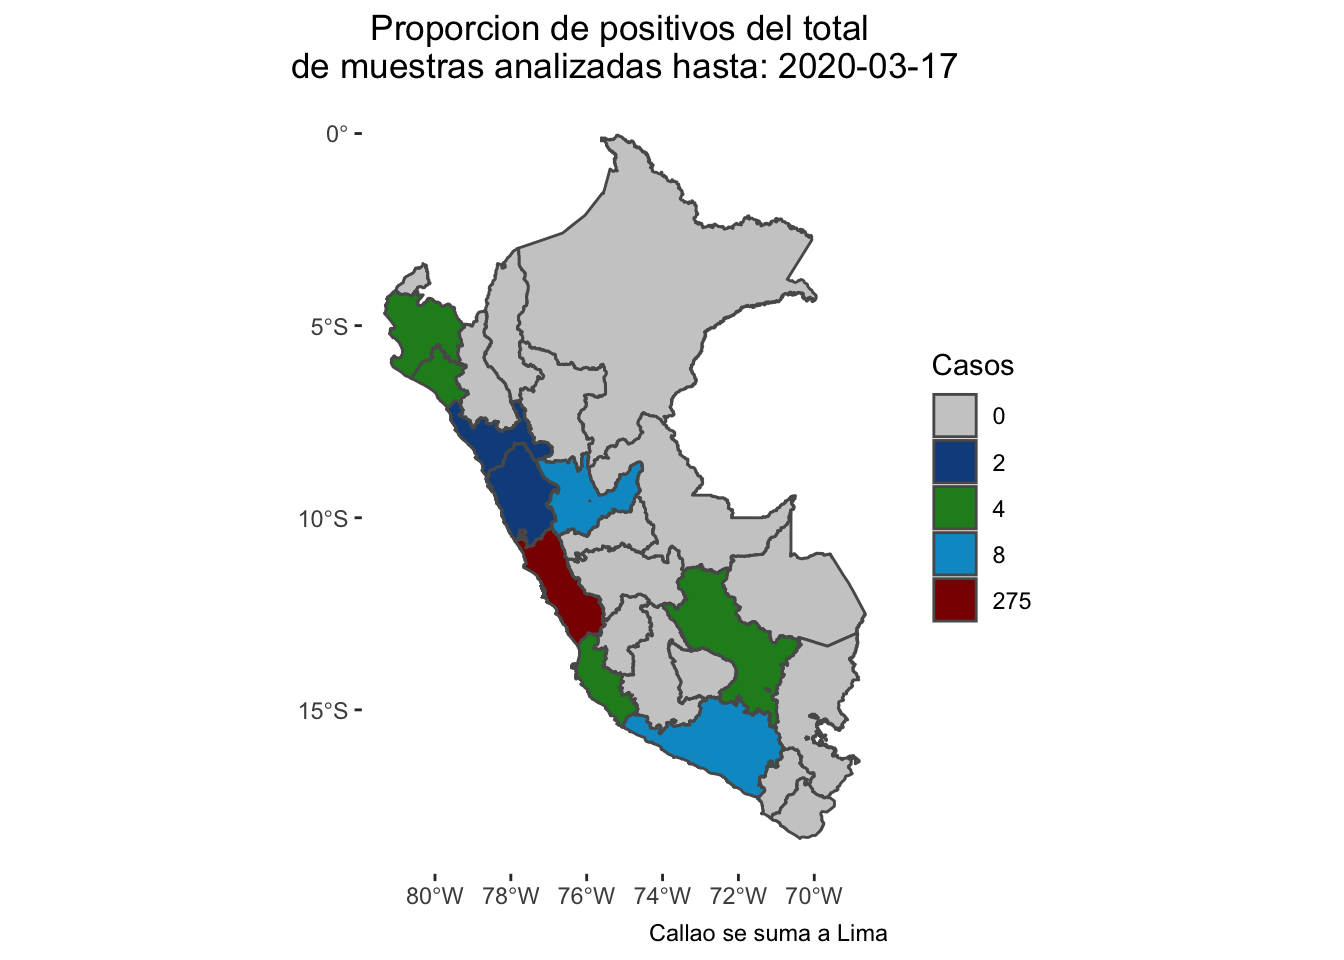 Proporcion de positivos del total
de muestras analizadas hasta: 2020-03-17
0°
5°S
10°S
15°S
80°W 78°W 76°W 74°W 72°W 70°W
Casos
0
2
4
8
275
Callao se suma a Lima